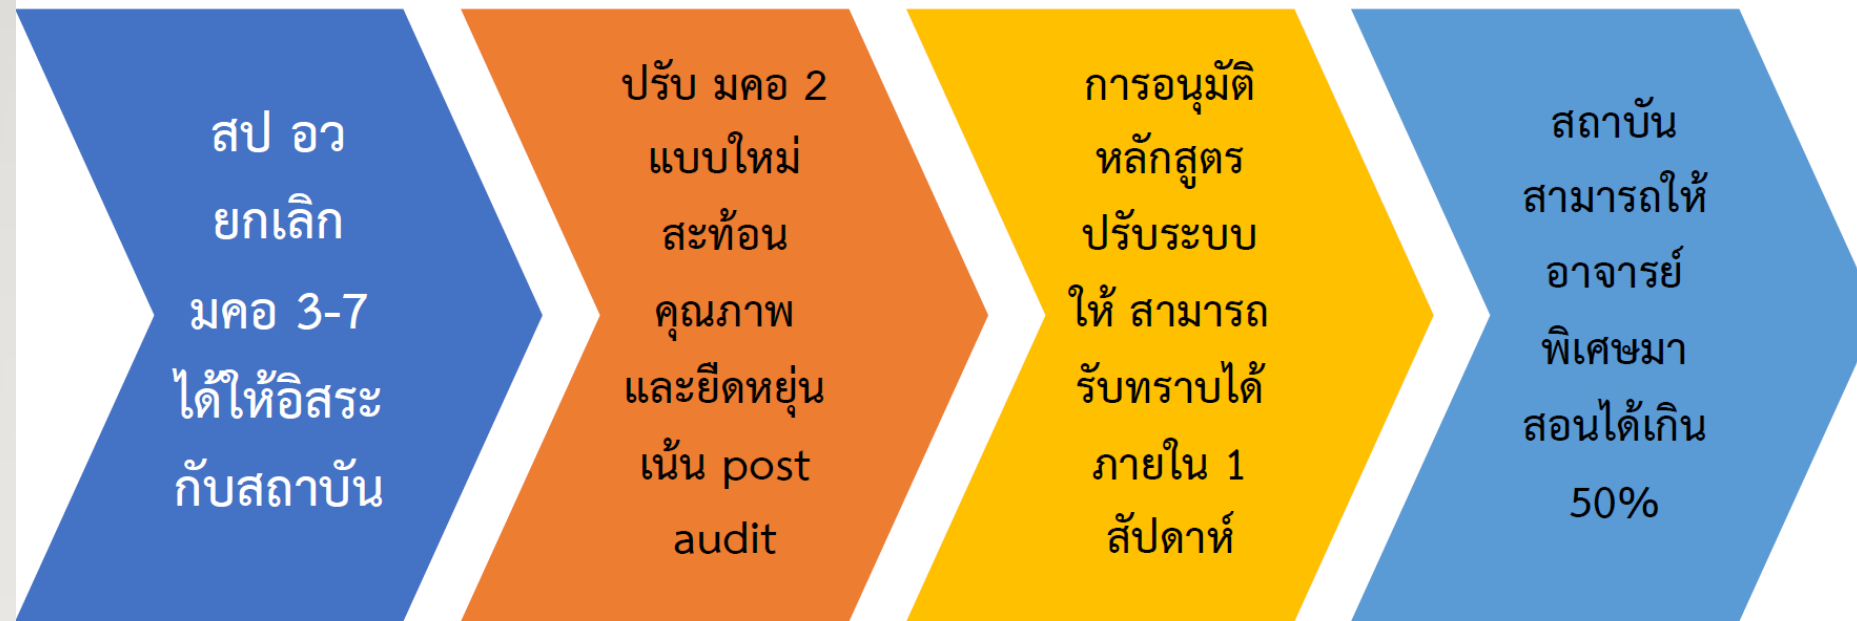 สป อว
ยกเลิก
มคอ 3-7
ได้ให้อิสระ
กับสถาบัน
ปรับ มคอ 2
แบบใหม่
สะท้อน
คุณภาพ
และยืดหยุ่น
เน้น post
audit
การอนุมัติ
หลักสูตร
ปรับระบบ
ให้ สามารถ
รับทราบได้
ภายใน 1
สัปดาห์
สถาบัน
สามารถให้
อาจารย์
พิเศษมา
สอนได้เกิน
50%